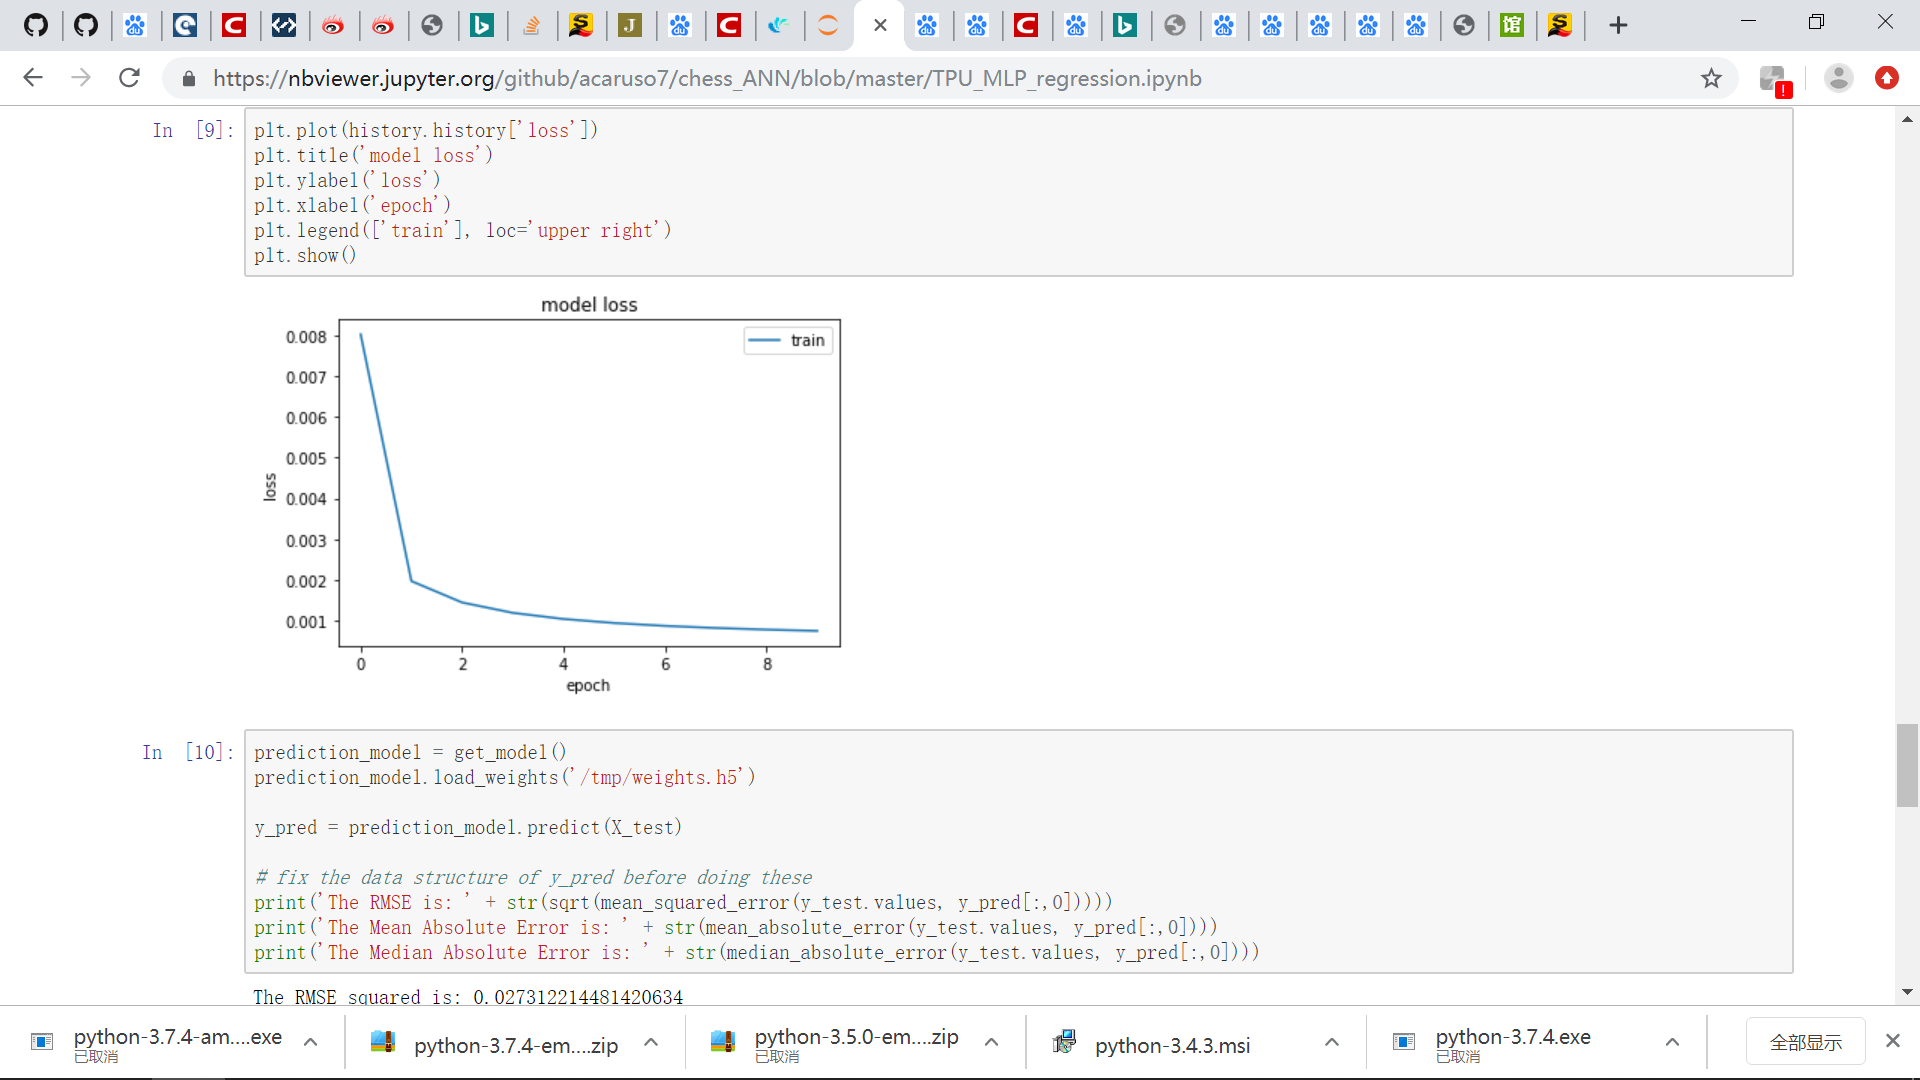 https://nbviewer.jupyter.org/github/acaruso7/chess_ANN/blob/master/TPU_MLP_regression.ipynb
In [9]:
plt.plot(history.history['loss'])
plt.title('model loss')
plt.ylabel('loss')
plt.xlabel('epoch')
plt.legend(['train'], loc='upper right')
plt.show()
model loss
train
0.008
0.007
0.006
0.005
0.004
0.003
0.002
0.001
loss
0 2 4 6 8
epoch
In [10]:
prediction_model = get_model()
prediction_model.load_weights('/tmp/weights.h5')
y_pred = prediction_model.predict(X_test)
# fix the data structure of y_pred before doing these
print('The RMSE is: ' + str(sqrt(mean_squared_error(y_test.values, y_pred[:,0]))))
print('The Mean Absolute Error is: ' + str(mean_absolute_error(y_test.values, y_pred[:,0])))
print('The Median Absolute Error is: ' + str(median_absolute_error(y_test.values, y_pred[:,0])))
The RMSE squared is: 0.027312214481420634
python-3.7.4-am....exe
已取消
python-3.7.4-em....zip
python-3.5.0-em....zip
已取消
python-3.4.3.msi
python-3.7.4.exe
已取消
全部显示